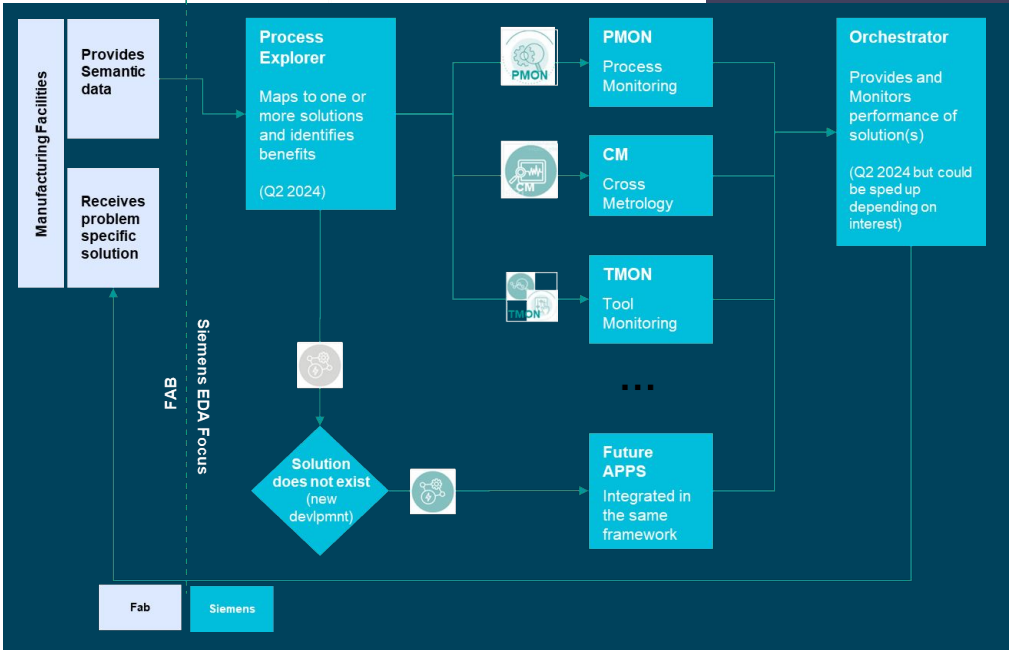 Manufacturing Facilities
Provides
Semantic
data
Receives
problem
specific
solution
FAB
Siemens EDA Focus
Process
Explorer
Maps to one or
more solutions
and identifies
benefits
(Q2 2024)
Solution
does not exist
(new
devlpmnt)
PMON
CM
TMON
PMON
Process
Monitoring
CM
Cross
Metrology
TMON
Tool
Monitoring
...
Future
APPS
Integrated in
the same
framework
Orchestrator
Provides and
Monitors
performance of
solution(s)
(Q2 2024 but could
be sped up
depending on
interest)
Fab
Siemens